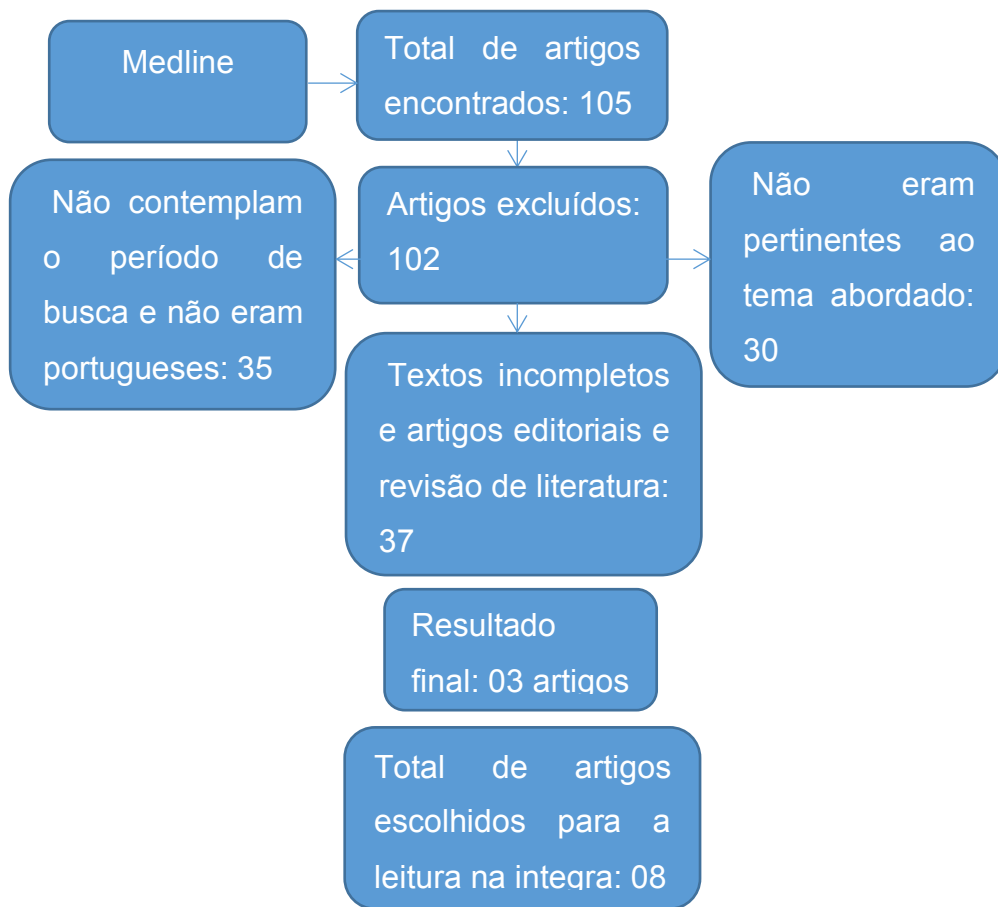 Medline
Total de artigos
encontrados: 105
Não contemplam
o período de
busca e não eram
portugueses: 35
Artigos excluídos:
102
Não eram
pertinentes ao
tema abordado:
30
Textos incompletos
e artigos editoriais e
revisão de literatura:
37
Resultado
final: 03 artigos
Total de artigos
escolhidos para a
leitura na integra: 08